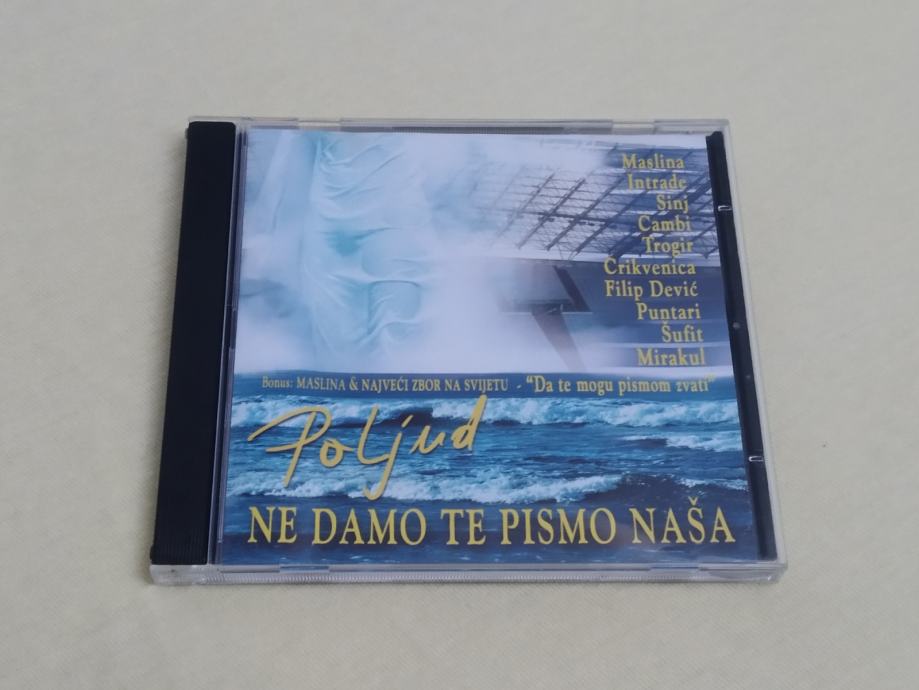 Maslina
Intrade
Sinj
Cambi
Trogir
Crikvenica
Filip Dević
Puntari
Šufit
Mirakul
Bonus: MASLINA & NAJVEĆI ZBOR NA SVIJETU - “Da te mogu pismom zvati”
Poljud
NE DAMO TE PISMO NAŠA